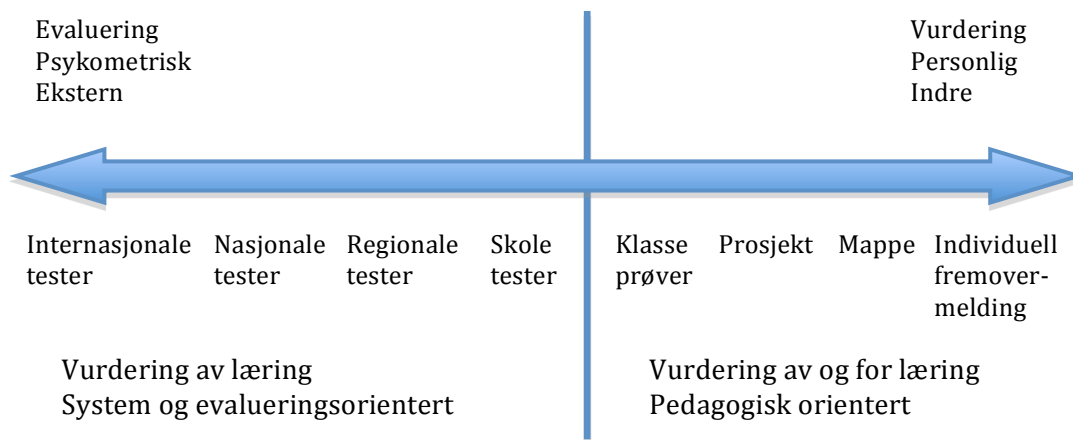 Evaluering
Psykometrisk
Ekstern
Vurdering
Personlig
Indre
Internasjonale
tester
Nasjonale
tester
Regionale
tester
Skole
tester
Klasse
prøver
Prosjekt
Mappe
Individuell
fremover-
melding
Vurdering av læring
System og evalueringsorientert
Vurdering av og for læring
Pedagogisk orientert